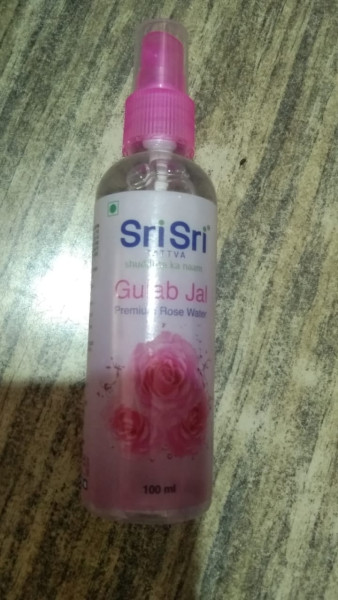 Sri Sri
TATTVA
Gulab Jal
Premium Rose Water
100 ml